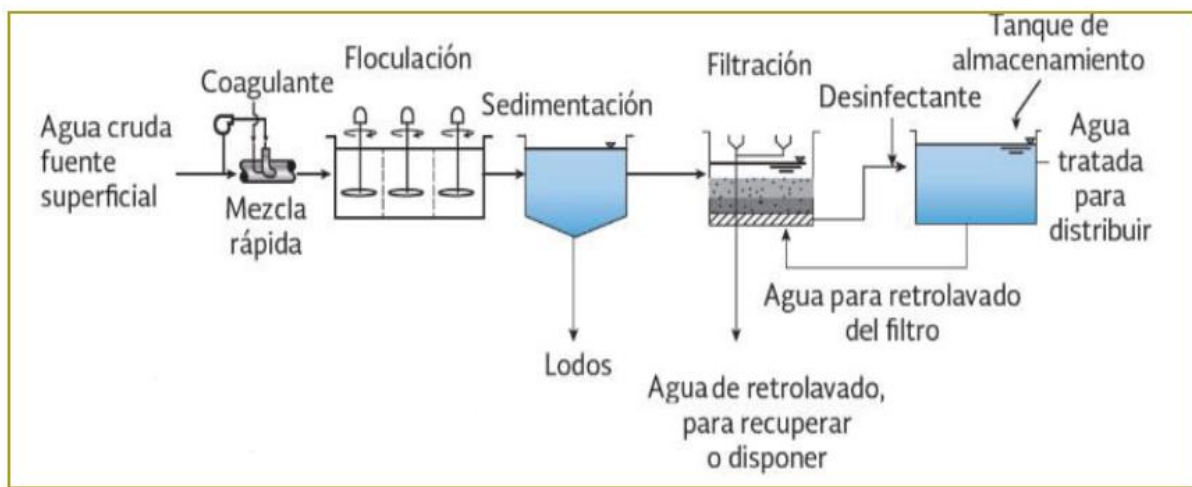 Agua cruda
fuente
superficial
Coagulante
Mezcla
rápida
Floculación
Sedimentación
Lodos
Filtración
Agua de retrolavado,
para recuperar
o disponer
Desinfectante
Agua para retrolavado
del filtro
Tanque de
almacenamiento
Agua
tratada
para
distribuir